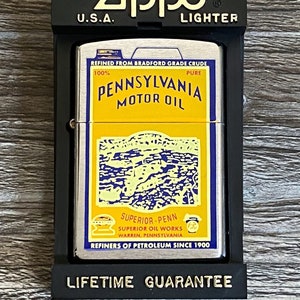 Zippo
U.S.A. LIGHTER
REFINED FROM BRADFORD GRADE CRUDE
100% PURE
PENNSYLVANIA
MOTOR OIL
SUPERIOR-PENN
SUPERIOR OIL WORKS
WARREN, PENNSYLVANIA
REFINERS OF PETROLEUM SINCE 1900
LIFETIME GUARANTEE